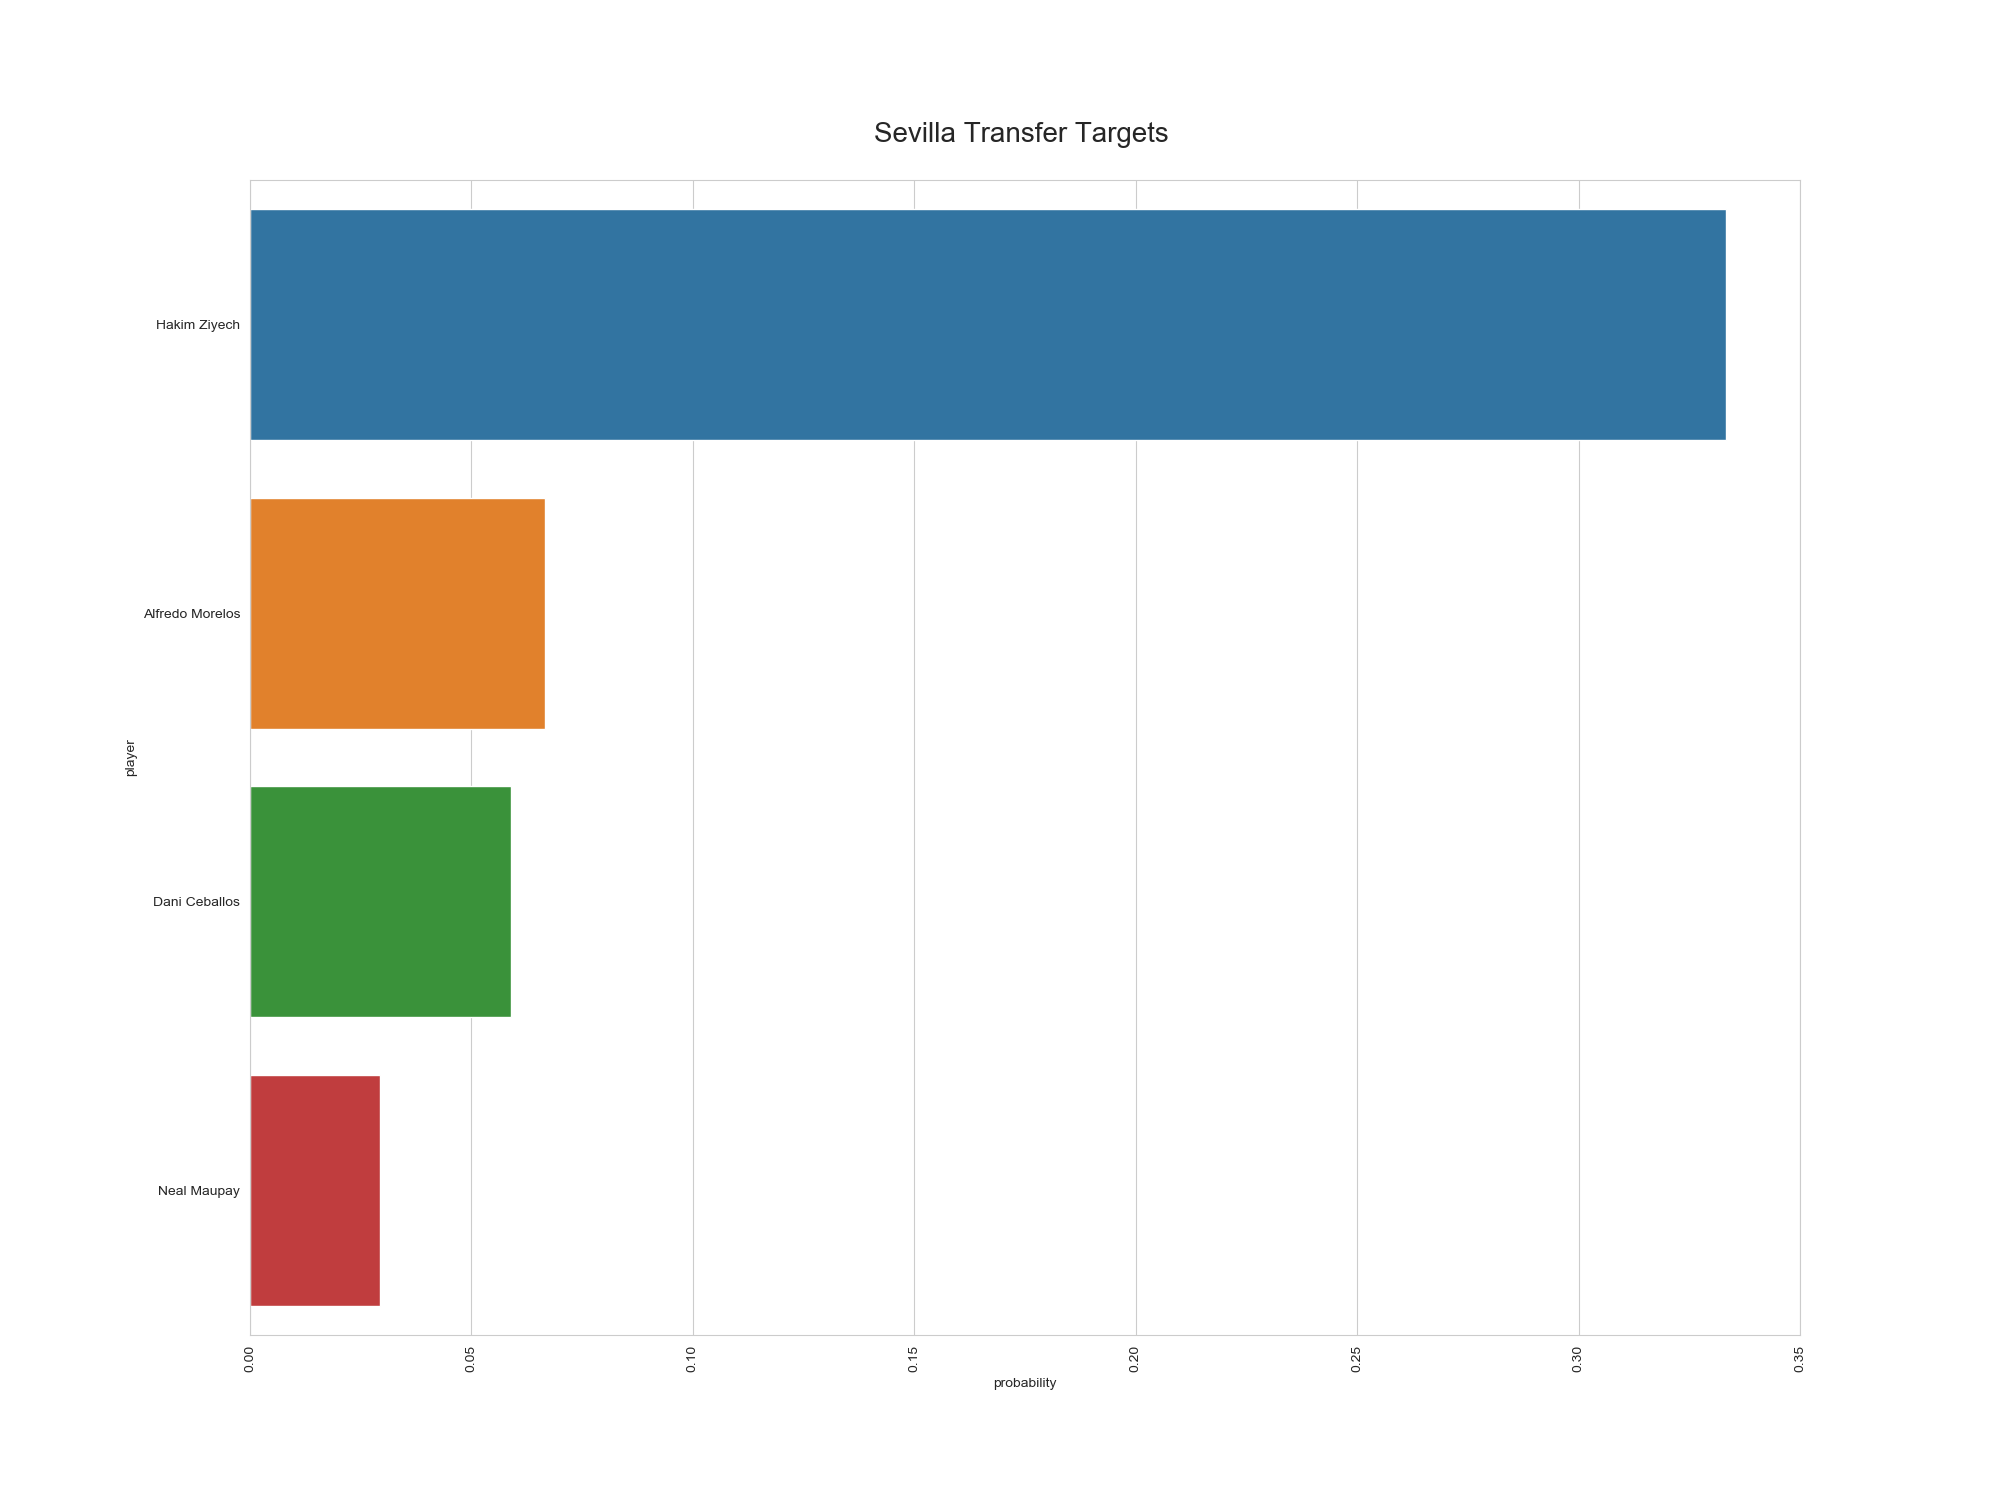 Sevilla Transfer Targets
Hakim Ziyech
Alfredo Morelos
Dani Ceballos
Neal Maupay
player
0.00 0.05 0.10 0.15 0.20 0.25 0.30 0.35
probability